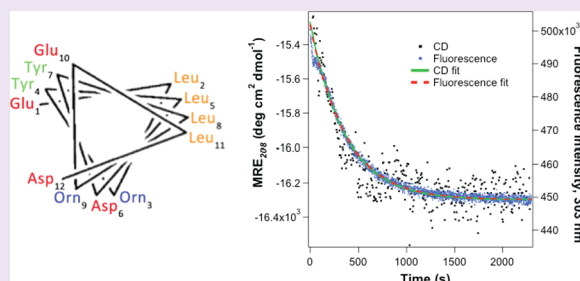 Glu10
Tyr7
Tyr4
Glu1
Leu2
Leu5
Leu8
Leu11
Asp12
Orn9
Asp6
Orn3
MRE208 (deg cm2 dmol-1)
-15.4
-15.6
-15.8
-16.0
-16.2
-16.4x10³
CD
Fluorescence
CD fit
Fluorescence fit
500x10³
490
480
470
460
450
Fluorescence Intensity, 303 nm
0
500
1000
1500
2000
Time (s)